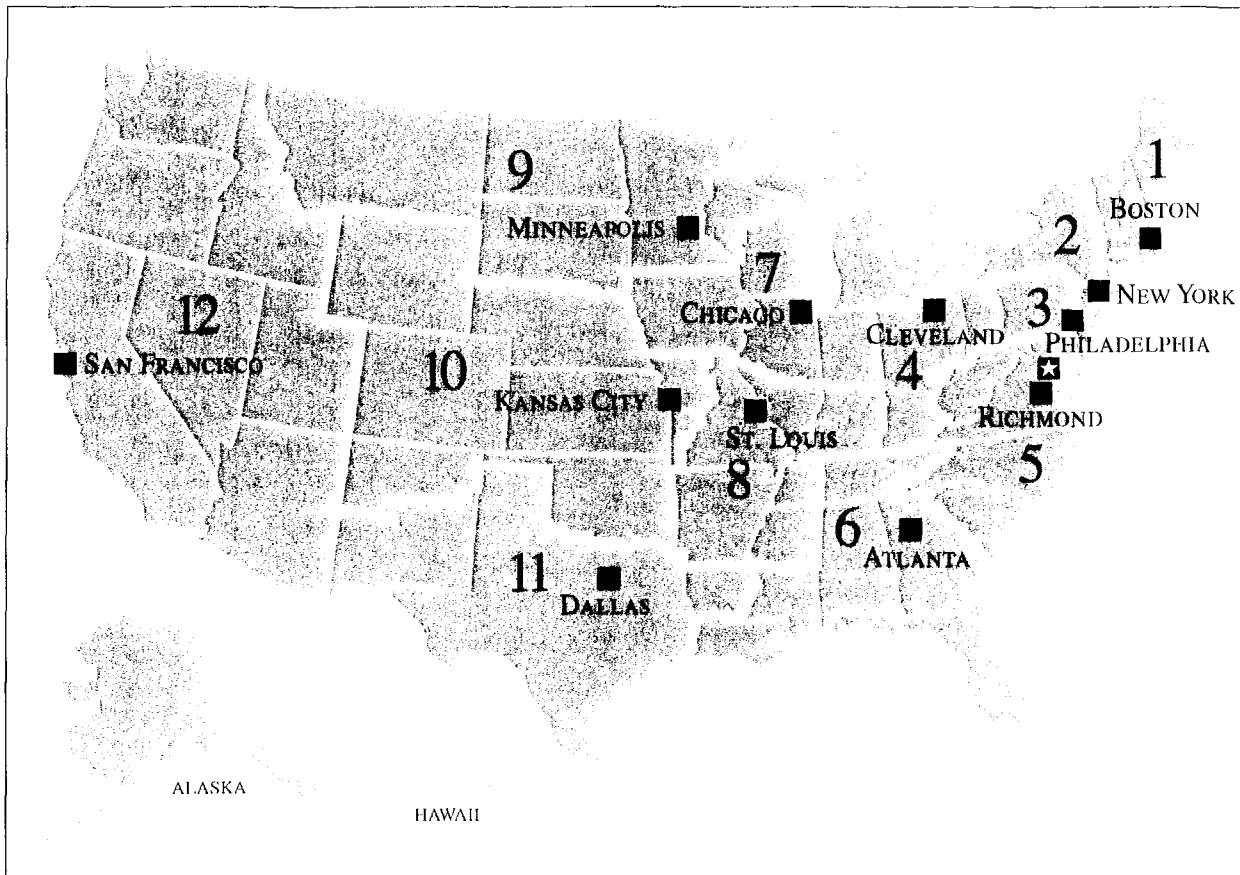 1
BOSTON
2
9
MINNEAPOLIS
7
NEW YORK
12
CHICAGO
3
CLEVELAND
PHILADELPHIA
SAN FRANCISCO
10
4
KANSAS CITY
RICHMOND
ST. LOUIS
5
8
6
ATLANTA
11
DALLAS
ALASKA
HAWAII